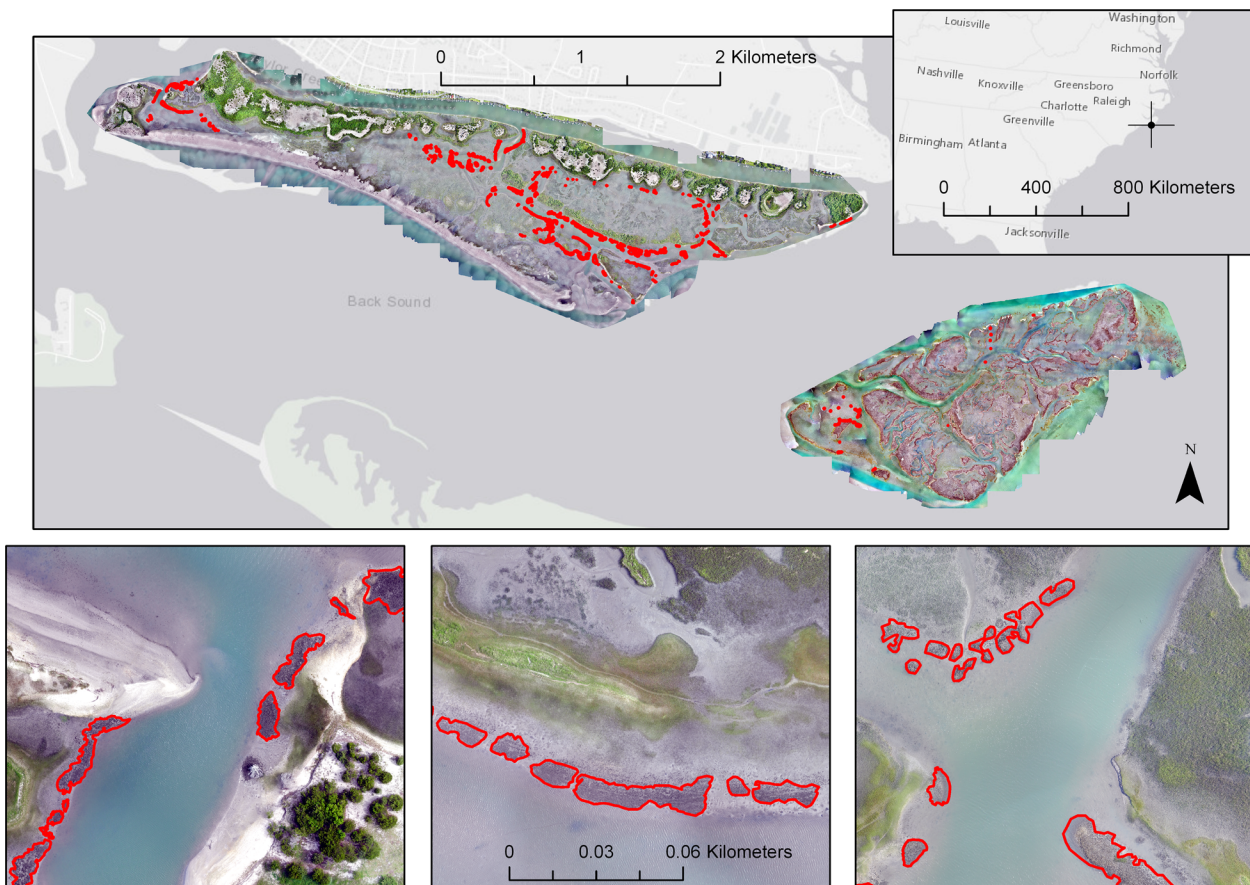 Louisville
Washington
Richmond
Nashville
Knoxville
Greensboro
Norfolk
Charlotte
Raleigh
Greenville
Birmingham
Atlanta
0 400 800 Kilometers
Jacksonville
0 1 2 Kilometers
Back Sound
N
0 0.03 0.06 Kilometers